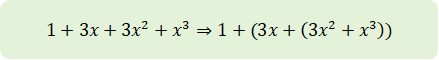 1 + 3x + 3x² + x³ ⇒ 1 + (3x + (3x² + x³))